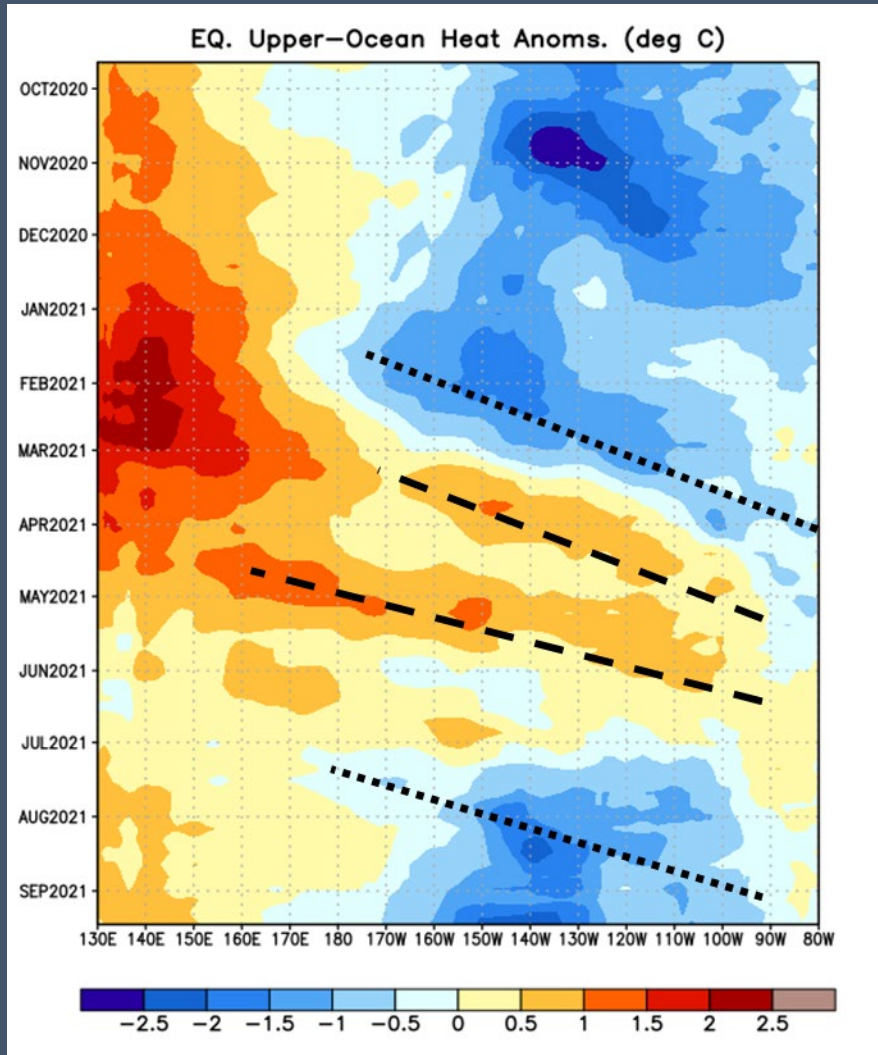 EQ. Upper-Ocean Heat Anoms. (deg C)
OCT2020
NOV2020
DEC2020
JAN2021
FEB2021
MAR2021
APR2021
MAY2021
JUN2021
JUL2021
AUG2021
SEP2021
130E 140E 150E 160E 170E 180 170W 160W 150W 140W 130W 120W 110W 100W 90W 80W
-2.5 -2 -1.5 -1 -0.5 0 0.5 1 1.5 2 2.5